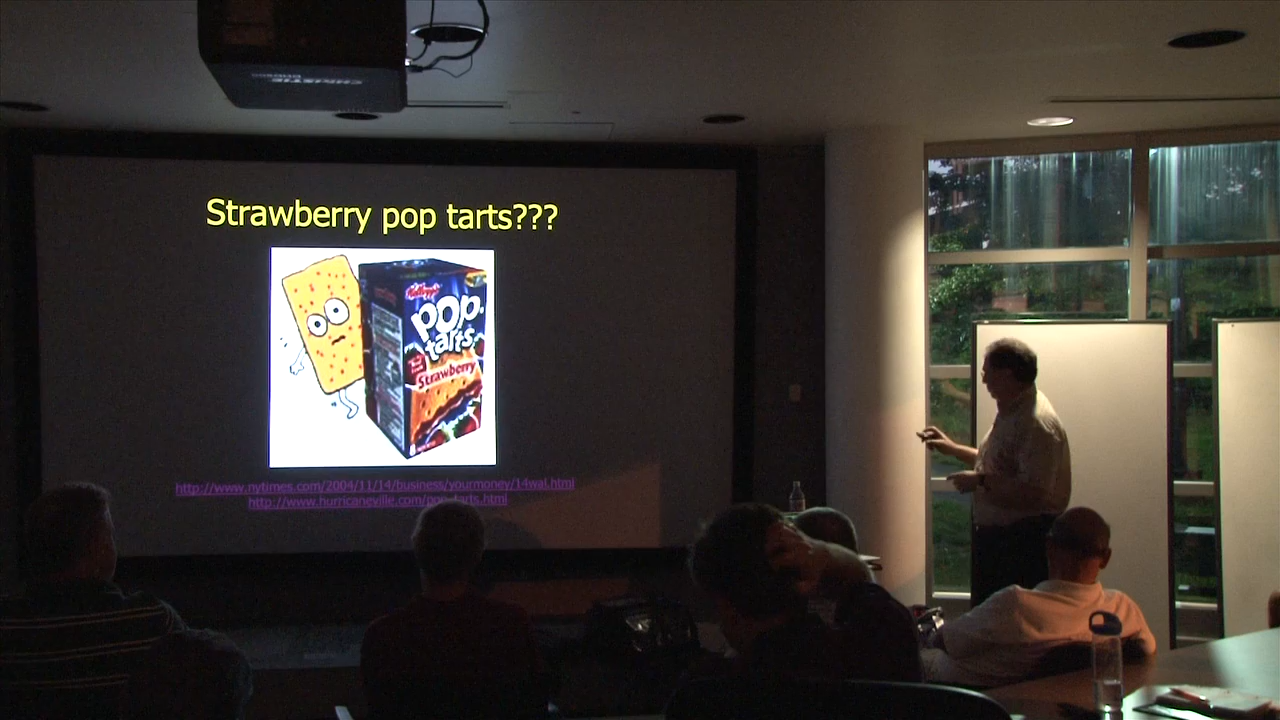 CHRISTIE
Strawberry pop tarts???
Kellogg's
POP.
tarts
Strawberry
http://www.nytimes.com/2004/11/14/business/yourmoney/14wal.html
http://www.hurricaneville.com/pop_tarts.html